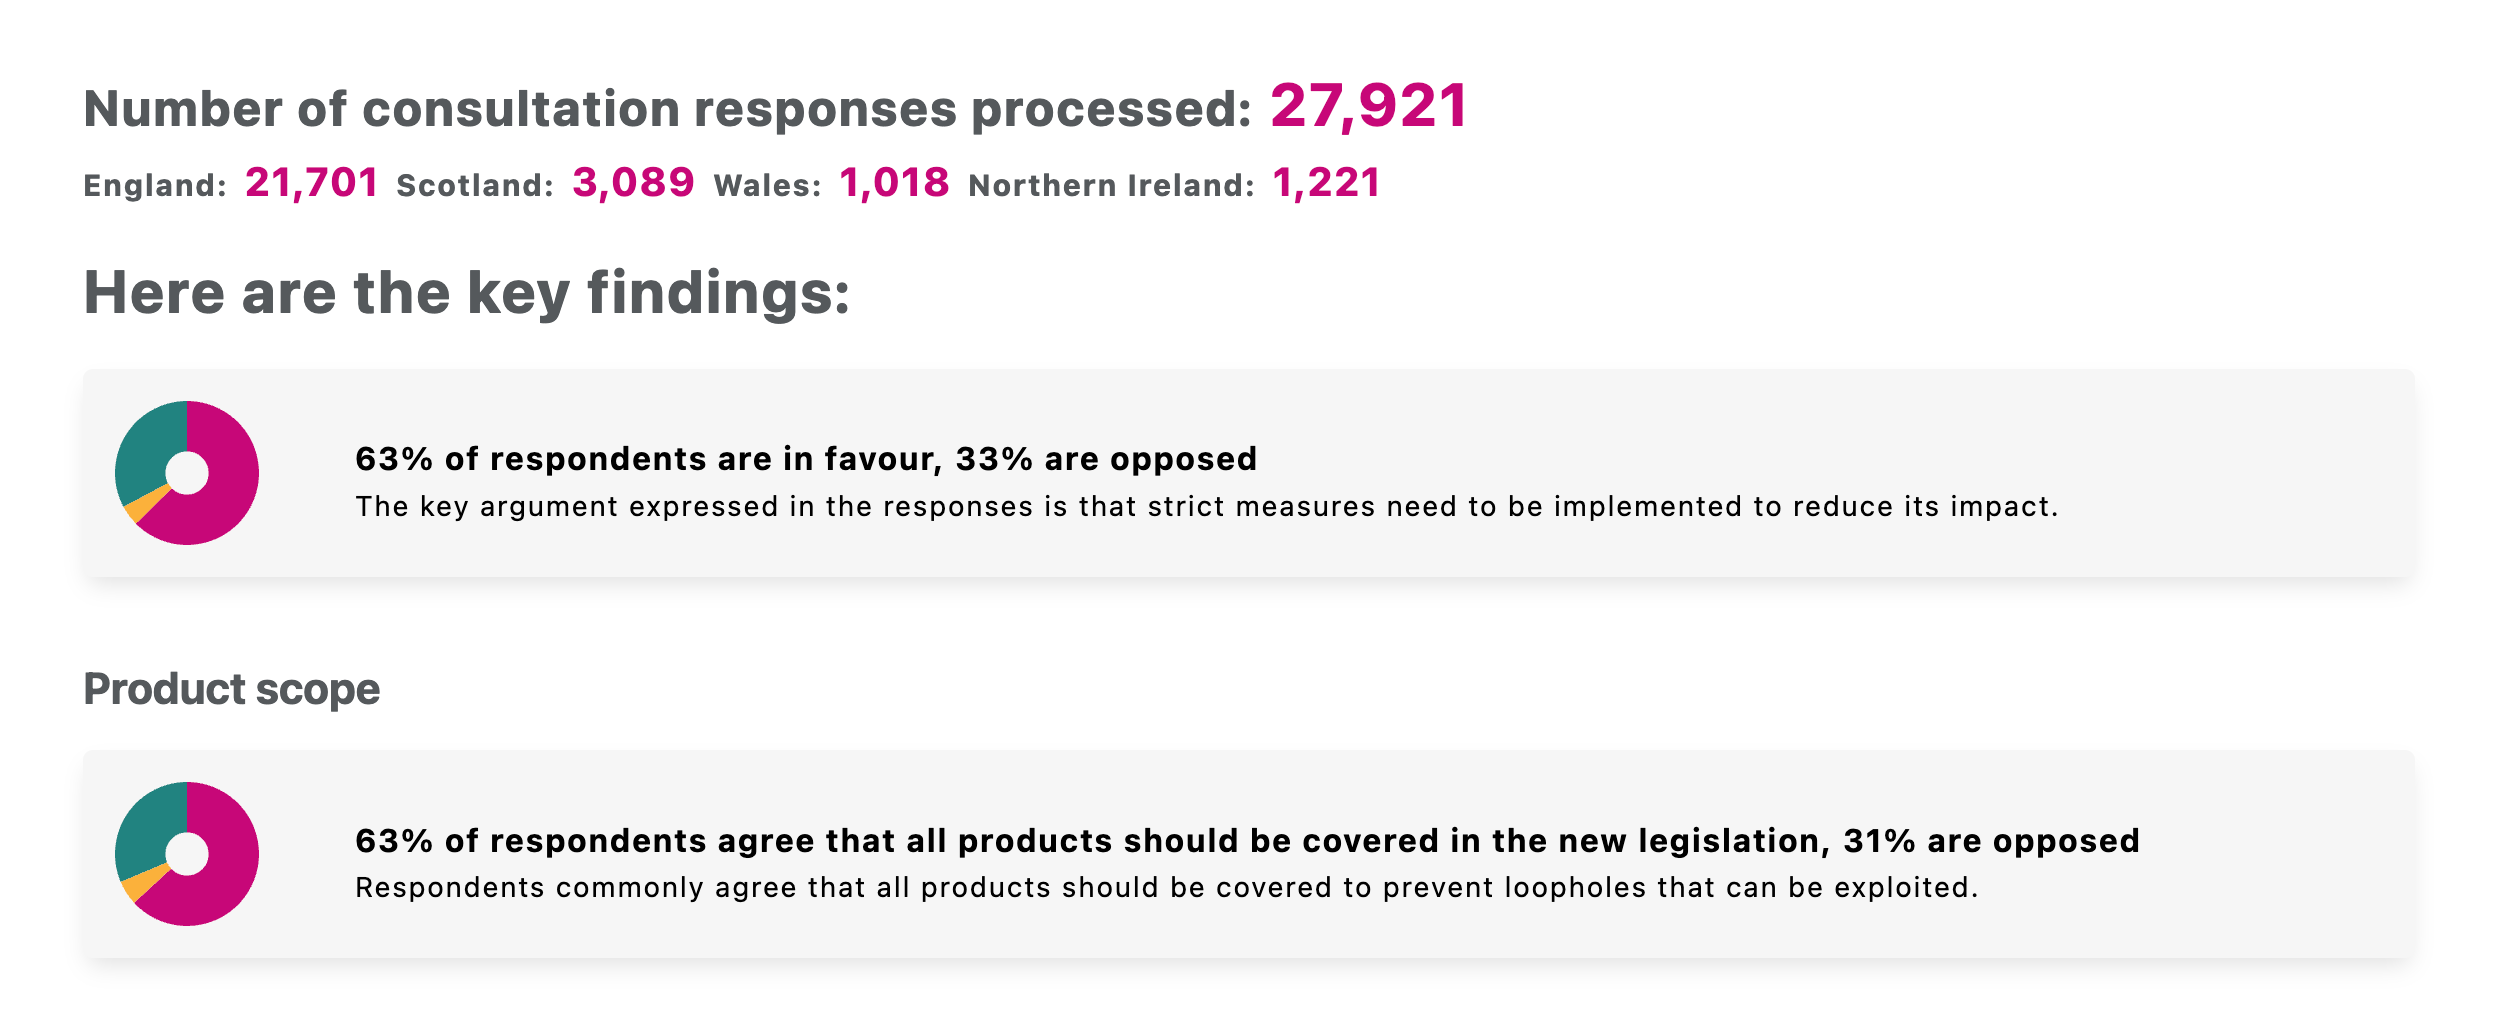 Number of consultation responses processed: 27,921
England: 21,701 Scotland: 3,089 Wales: 1,018 Northern Ireland: 1,221
Here are the key findings:
63% of respondents are in favour, 33% are opposed
The key argument expressed in the responses is that strict measures need to be implemented to reduce its impact.
Product scope
63% of respondents agree that all products should be covered in the new legislation, 31% are opposed
Respondents commonly agree that all products should be covered to prevent loopholes that can be exploited.